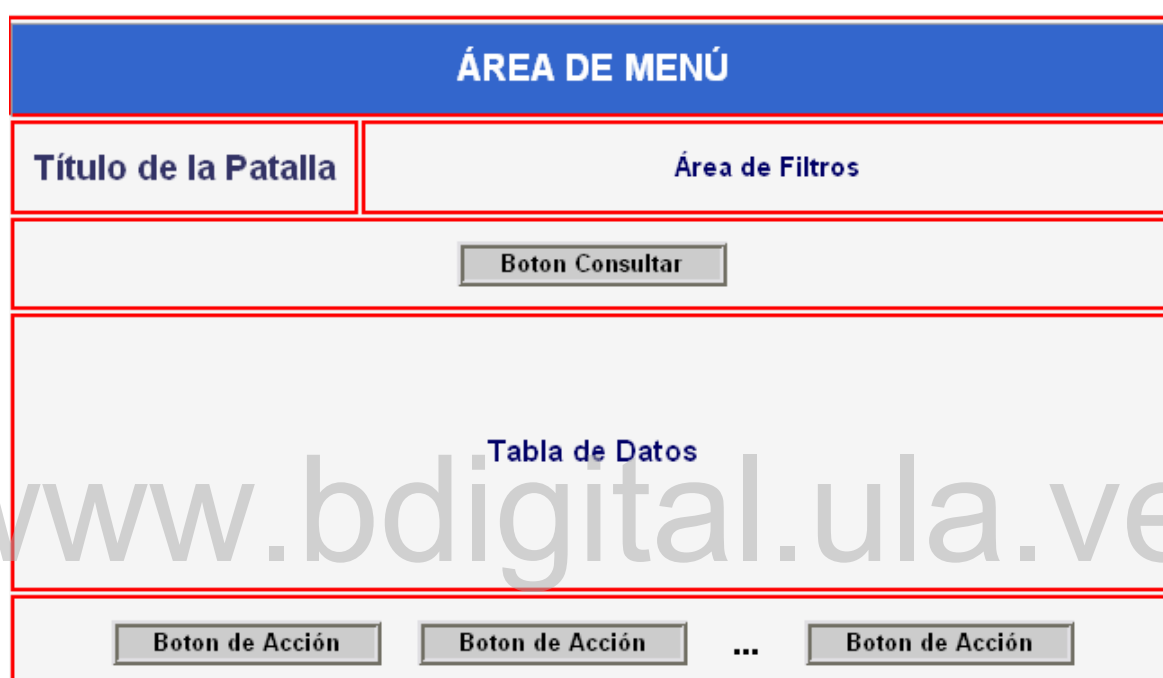 ÁREA DE MENÚ
Título de la Patalla
Área de Filtros
Boton Consultar
Tabla de Datos
www.bdigital.ula.ve
Boton de Acción Boton de Acción ... Boton de Acción